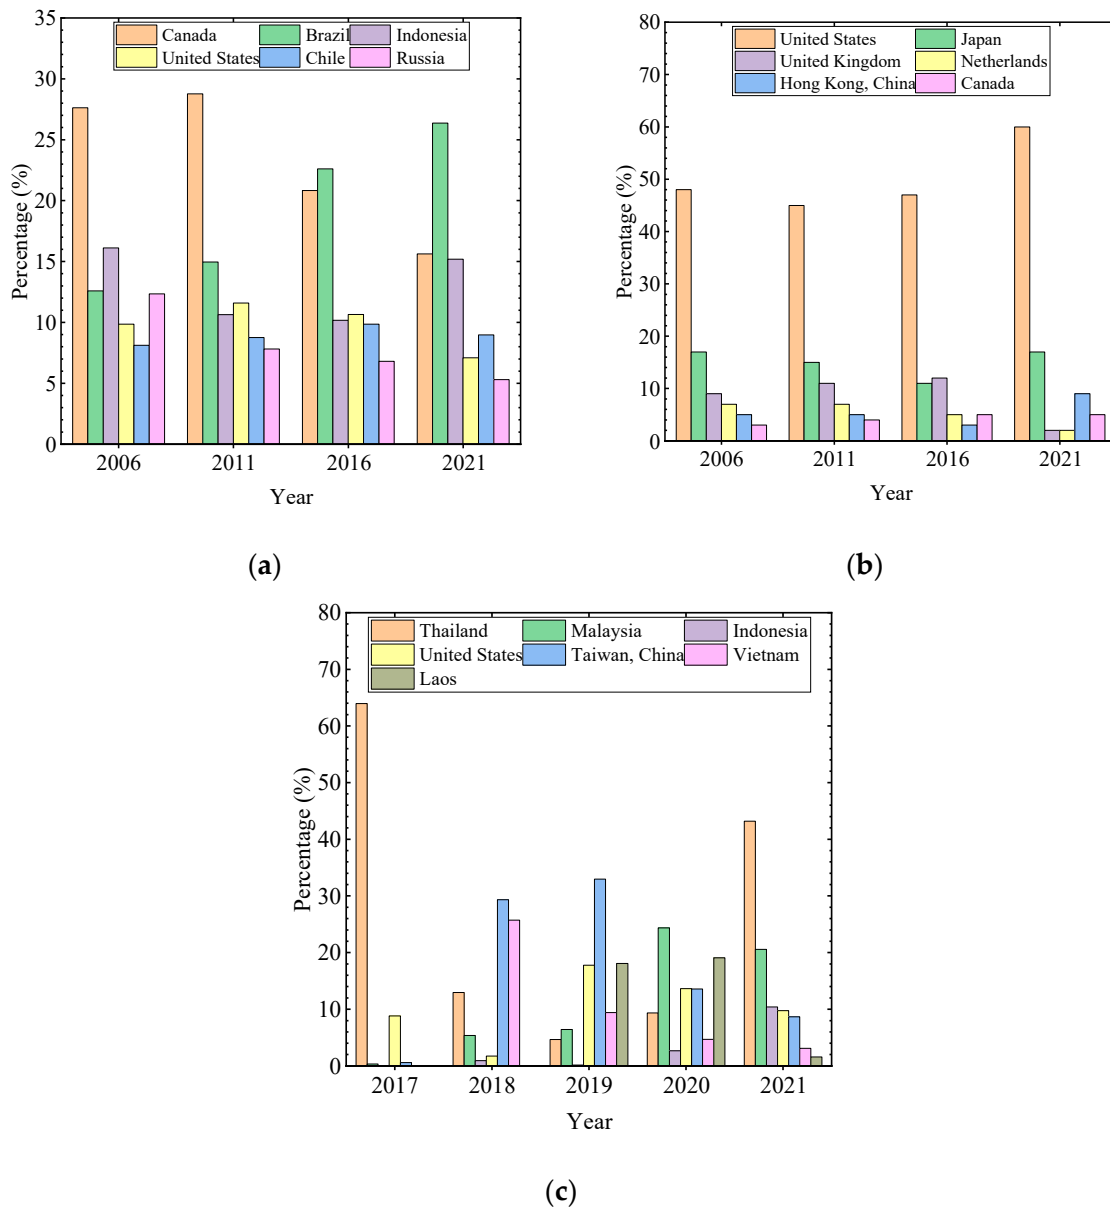 35
30
25
20
15
10
5
0
Percentage (%)
Canada Brazil Indonesia
United States Chile Russia
2006 2011 2016 2021
Year
(a)
80
70
60
50
40
30
20
10
0
Percentage (%)
United States Japan
United Kingdom Netherlands
Hong Kong, China Canada
2006 2011 2016 2021
Year
(b)
80
70
60
50
40
30
20
10
0
Percentage (%)
Thailand Malaysia Indonesia
United States Taiwan, China Vietnam
Laos
2017 2018 2019 2020 2021
Year
(c)